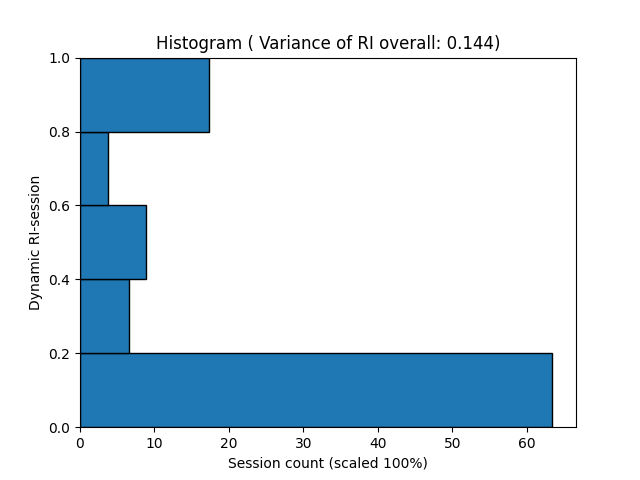 Histogram ( Variance of RI overall: 0.144)
1.0
0.8
0.6
0.4
0.2
0.0
Dynamic RI-session
0 10 20 30 40 50 60
Session count (scaled 100%)